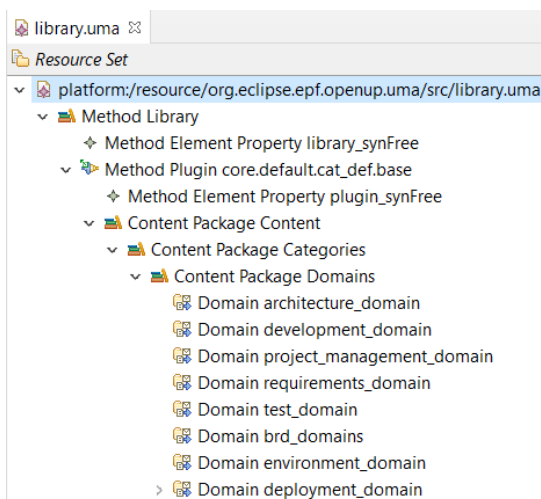 library.uma
Resource Set
platform:/resource/org.eclipse.epf.openup.uma/src/library.uma
Method Library
Method Element Property library_synFree
Method Plugin core.default.cat_def.base
Method Element Property plugin_synFree
Content Package Content
Content Package Categories
Content Package Domains
Domain architecture_domain
Domain development_domain
Domain project_management_domain
Domain requirements_domain
Domain test_domain
Domain brd_domains
Domain environment_domain
Domain deployment_domain